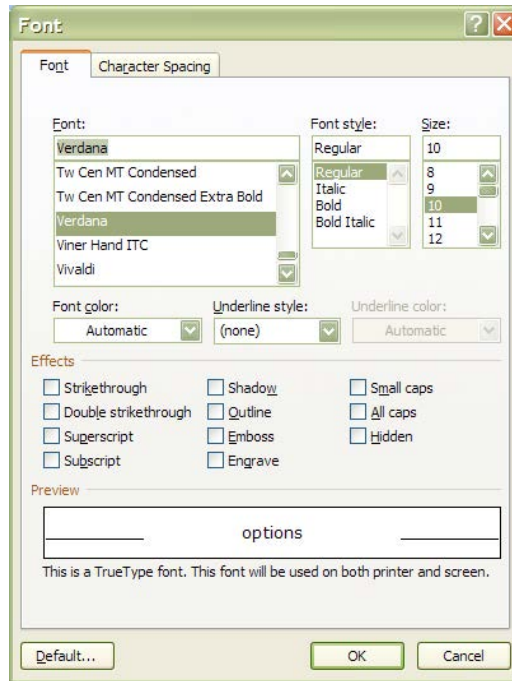 Font
Font Character Spacing
Font: Font style: Size:
Verdana Regular 10
Tw Cen MT Condensed Regular 8
Tw Cen MT Condensed Extra Bold Italic 9
Verdana Bold 10
Viner Hand ITC Bold Italic 11
Vivaldi 12
Font color: Underline style: Underline color:
Automatic (none) Automatic
Effects
Strikethrough Shadow Small caps
Double strikethrough Outline All caps
Superscript Emboss Hidden
Subscript Engrave
Preview
options
This is a TrueType font. This font will be used on both printer and screen.
Default... OK Cancel